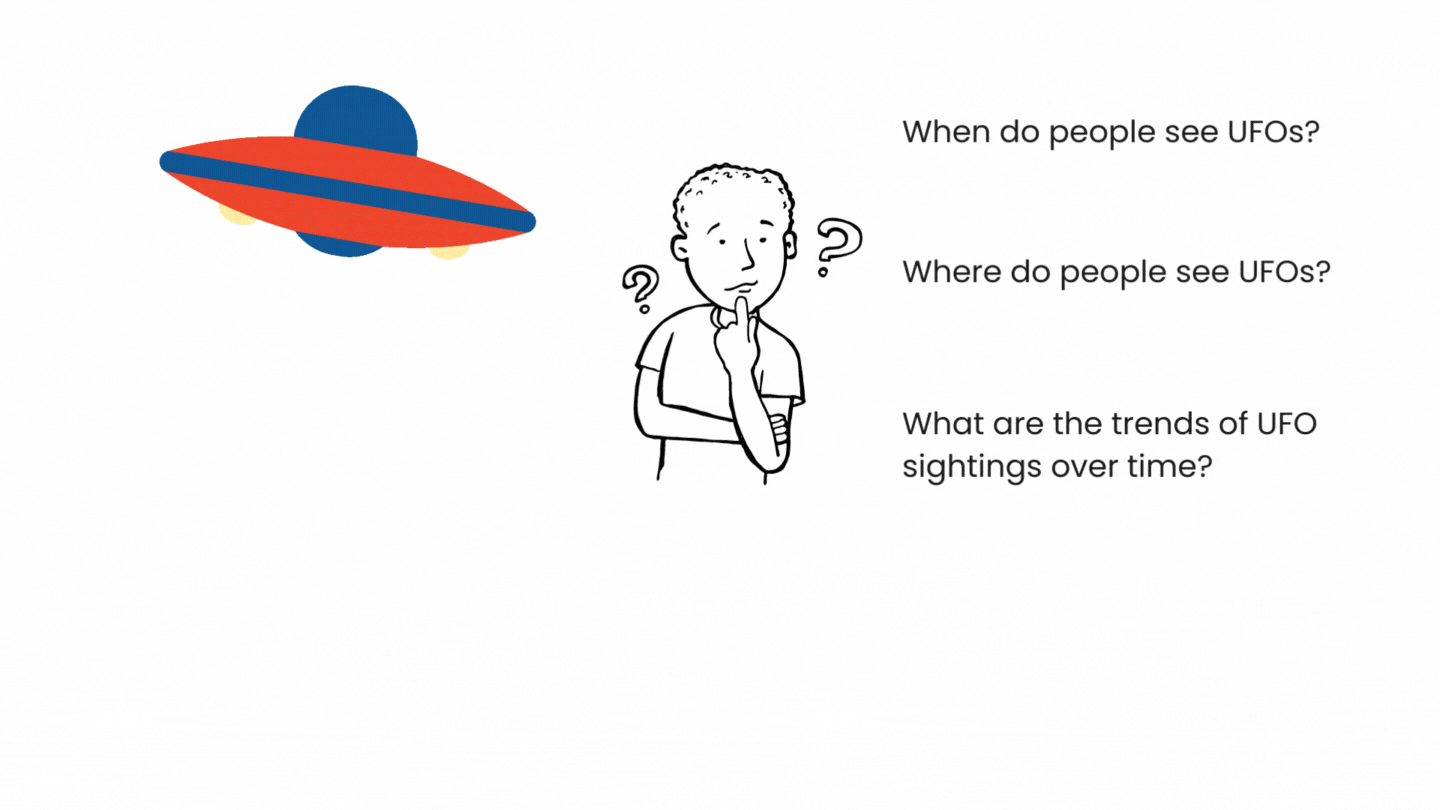 When do people see UFOs?
Where do people see UFOs?
What are the trends of UFO
sightings over time?